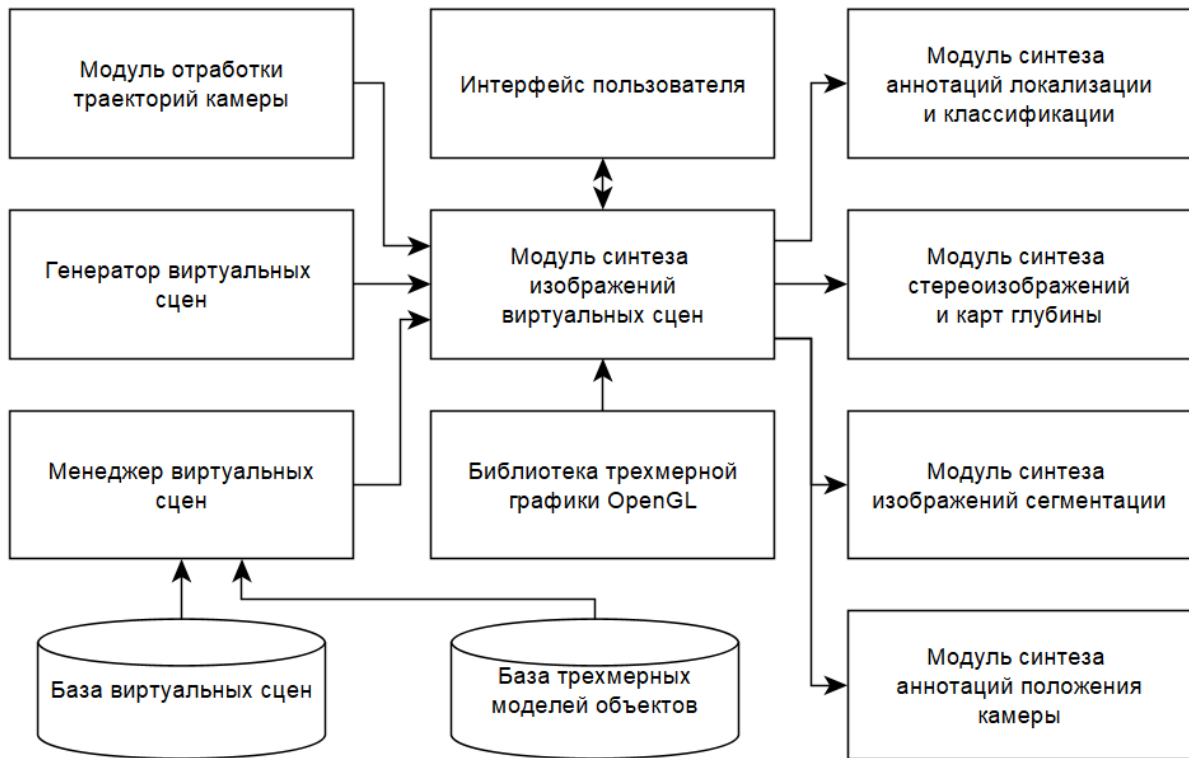 Модуль отработки
траекторий камеры
Интерфейс пользователя
Модуль синтеза
аннотаций локализации
и классификации
Генератор виртуальных
сцен
Модуль синтеза
изображений
виртуальных сцен
Модуль синтеза
стереоизображений
и карт глубины
Менеджер виртуальных
сцен
Библиотека трехмерной
графики OpenGL
Модуль синтеза
изображений сегментации
База виртуальных сцен
База трехмерных
моделей объектов
Модуль синтеза
аннотаций положения
камеры